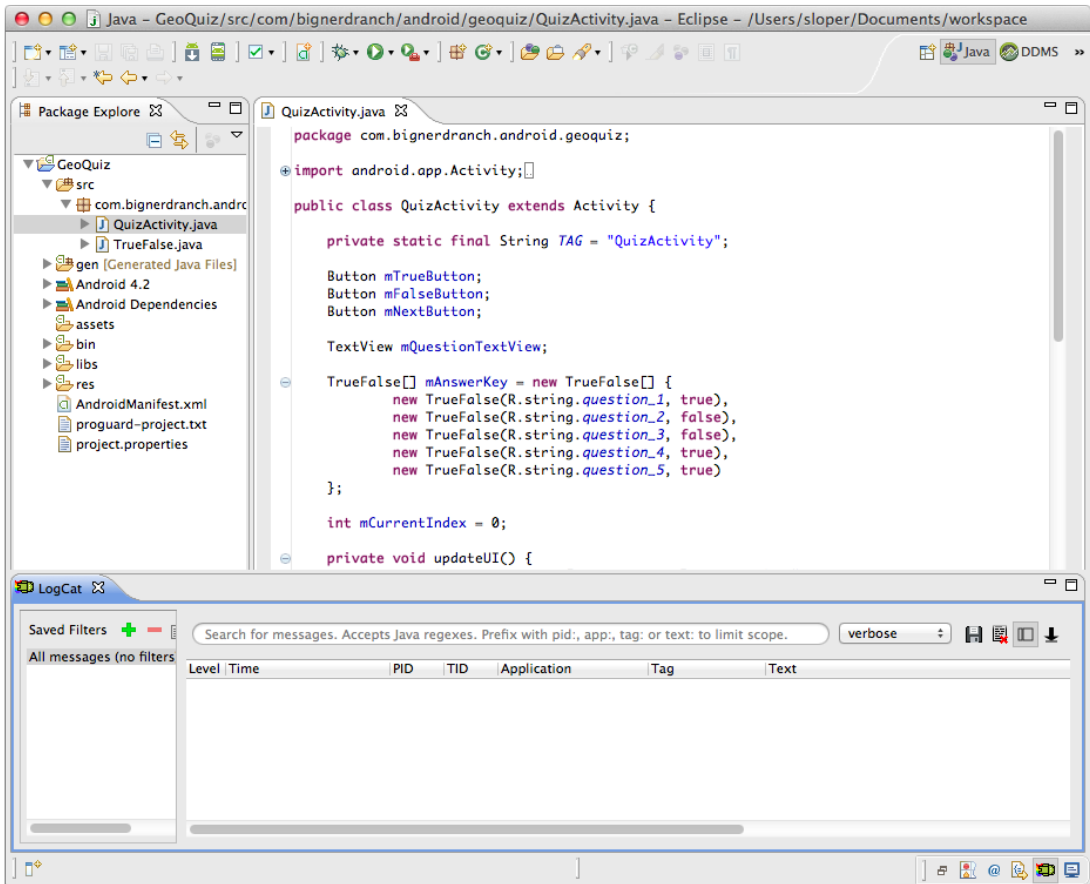 Java – GeoQuiz/src/com/bignerdranch/android/geoquiz/QuizActivity.java – Eclipse – /Users/sloper/Documents/workspace
Java DDMS »
Package Explore
GeoQuiz
src
com.bignerdranch.andro
QuizActivity.java
TrueFalse.java
gen [Generated Java Files]
Android 4.2
Android Dependencies
assets
bin
libs
res
AndroidManifest.xml
proguard-project.txt
project.properties
QuizActivity.java
package com.bignerdranch.android.geoquiz;
import android.app.Activity;
public class QuizActivity extends Activity {
private static final String TAG = "QuizActivity";
Button mTrueButton;
Button mFalseButton;
Button mNextButton;
TextView mQuestionTextView;
TrueFalse[] mAnswerKey = new TrueFalse[] {
new TrueFalse(R.string.question_1, true),
new TrueFalse(R.string.question_2, false),
new TrueFalse(R.string.question_3, false),
new TrueFalse(R.string.question_4, true),
new TrueFalse(R.string.question_5, true)
};
int mCurrentIndex = 0;
private void updateUI() {
LogCat
Saved Filters
All messages (no filters
Search for messages. Accepts Java regexes. Prefix with pid:, app:, tag: or text: to limit scope.
verbose
Level Time PID TID Application Tag Text